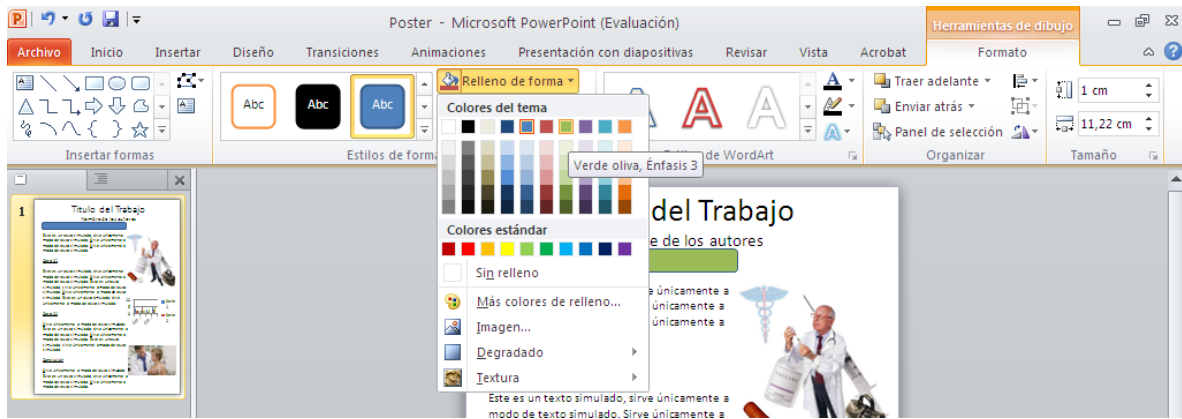 Poster - Microsoft PowerPoint (Evaluación)
Herramientas de dibujo
Archivo Inicio Insertar Diseño Transiciones Animaciones Presentación con diapositivas Revisar Vista Acrobat Formato
Abc Abc Abc
Relleno de forma
A A A
Traer adelante
Enviar atrás
Panel de selección
1 cm
11,22 cm
Insertar formas
Estilos de forma
de WordArt
Organizar
Tamaño
Colores del tema
Verde oliva, Énfasis 3
Colores estándar
Sin relleno
Más colores de relleno...
Imagen...
Degradado
Textura
1
Titulo del Trabajo
del Trabajo
e de los autores
e únicamente a
únicamente a
únicamente a
Este es un texto simulado, sirve únicamente a
modo de texto simulado. Sirve únicamente a